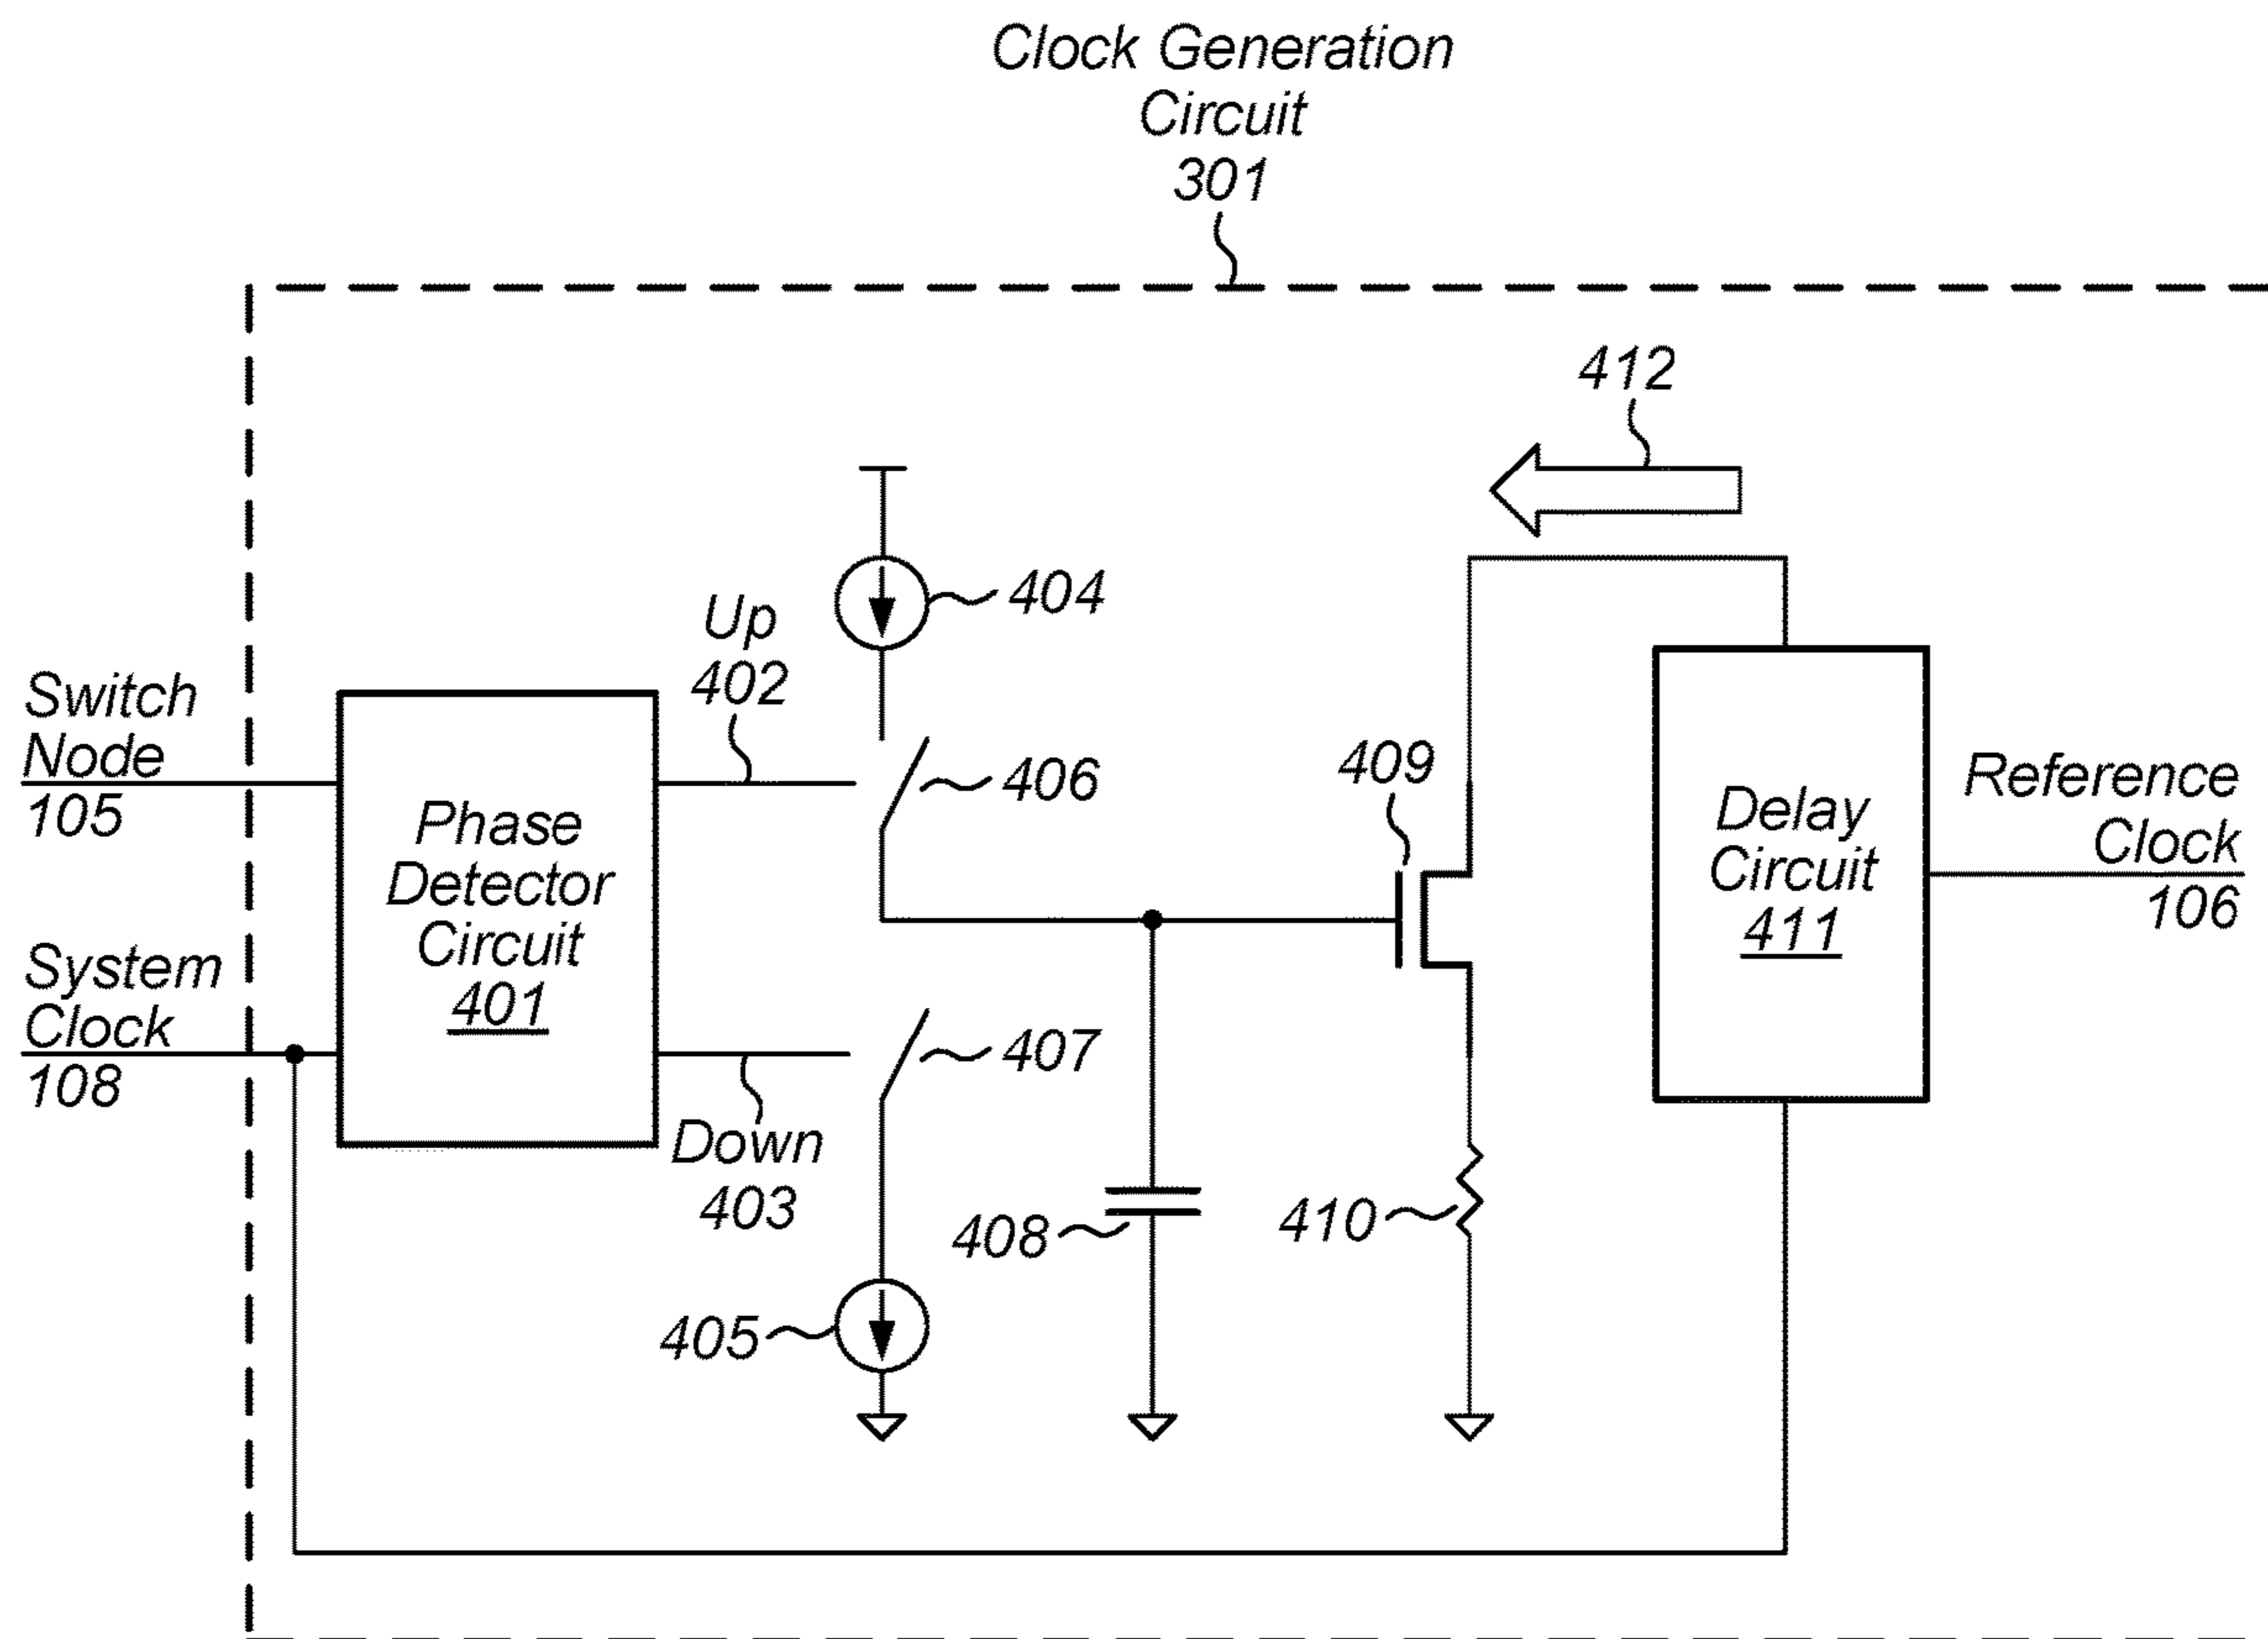 Clock Generation
Circuit
301
412
404
Up
402
Switch
Node
105
406
409
Phase
Detector
Circuit
401
Delay
Circuit
411
Reference
Clock
106
System
Clock
108
407
Down
403
408
410
405